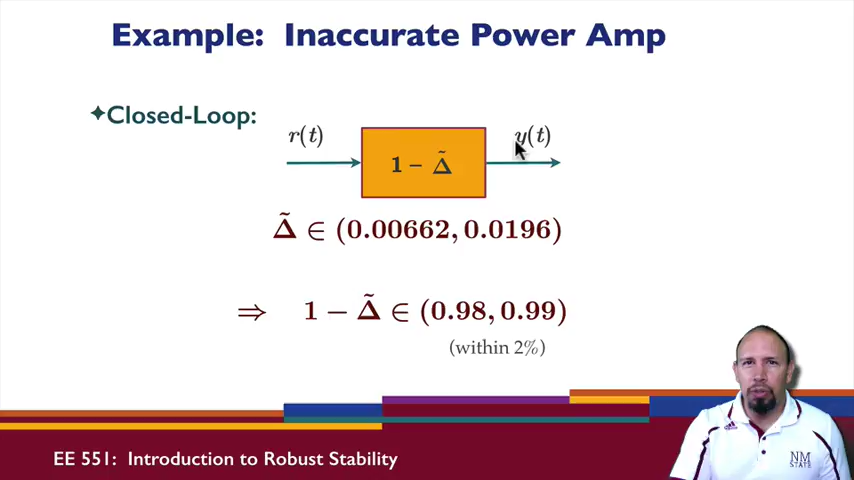 Example: Inaccurate Power Amp
✦Closed-Loop:
r(t)
y(t)
1 − Δ̃
Δ̃ ∈ (0.00662, 0.0196)
⇒ 1 − Δ̃ ∈ (0.98, 0.99)
(within 2%)
NM
STATE
EE 551: Introduction to Robust Stability